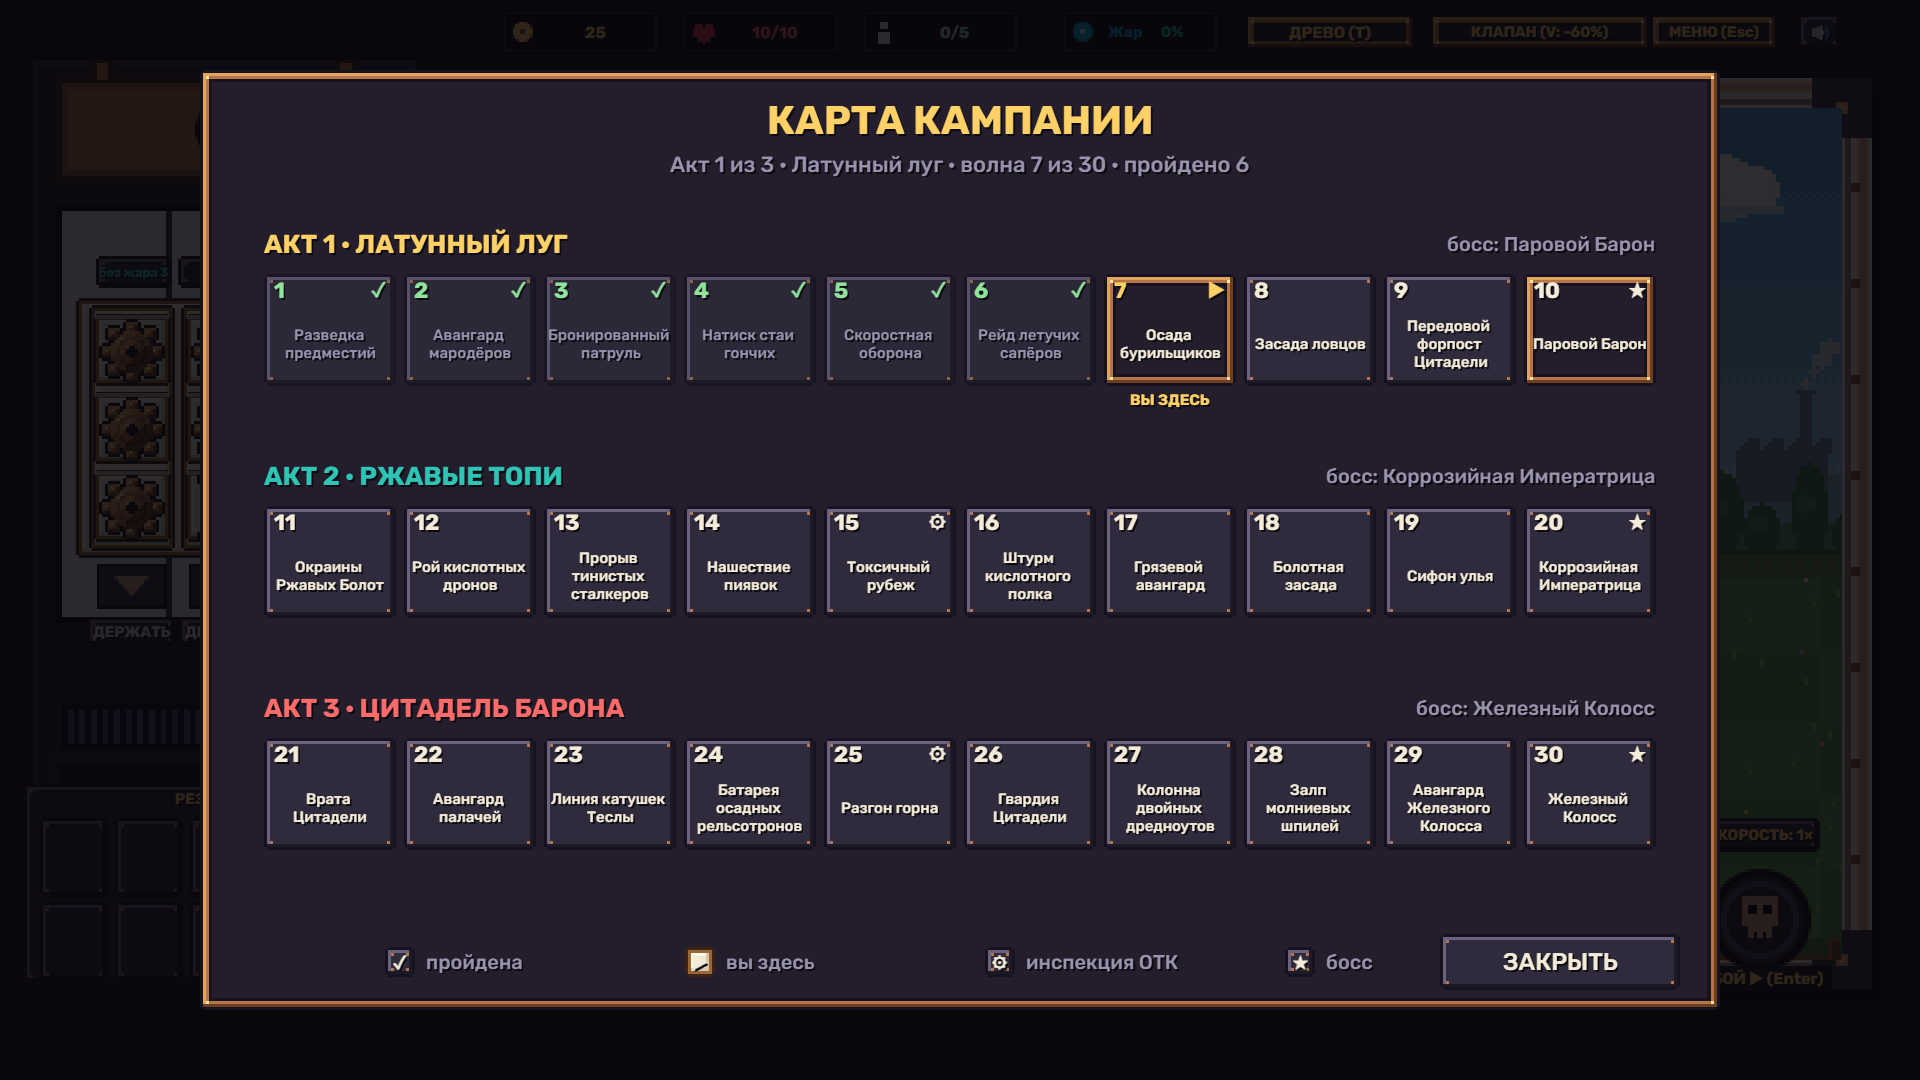 25
10/10
0/5
Жар 0%
ДРЕВО (T)
КЛАПАН (V: -60%)
МЕНЮ (Esc)
КАРТА КАМПАНИИ
Акт 1 из 3 • Латунный луг • волна 7 из 30 • пройдено 6
АКТ 1 • ЛАТУННЫЙ ЛУГ
босс: Паровой Барон
1
Разведка
предместий
2
Авангард
мародёров
3
Бронированный
патруль
4
Натиск стаи
гончих
5
Скоростная
оборона
6
Рейд летучих
сапёров
7
Осада
бурильщиков
8
Засада ловцов
9
Передовой
форпост
Цитадели
10
Паровой Барон
ВЫ ЗДЕСЬ
без жара 3
АКТ 2 • РЖАВЫЕ ТОПИ
босс: Коррозийная Императрица
11
Окраины
Ржавых Болот
12
Рой кислотных
дронов
13
Прорыв
тинистых
сталкеров
14
Нашествие
пиявок
15
Токсичный
рубеж
16
Штурм
кислотного
полка
17
Грязевой
авангард
18
Болотная
засада
19
Сифон улья
20
Коррозийная
Императрица
ДЕРЖАТЬ
АКТ 3 • ЦИТАДЕЛЬ БАРОНА
босс: Железный Колосс
21
Врата
Цитадели
22
Авангард
палачей
23
Линия катушек
Теслы
24
Батарея
осадных
рельсотронов
25
Разгон горна
26
Гвардия
Цитадели
27
Колонна
двойных
дредноутов
28
Залп
молниевых
шпилей
29
Авангард
Железного
Колосса
30
Железный
Колосс
КОРОСТЬ: 1×
пройдена
вы здесь
инспекция ОТК
босс
ЗАКРЫТЬ
ОЙ ▶ (Enter)